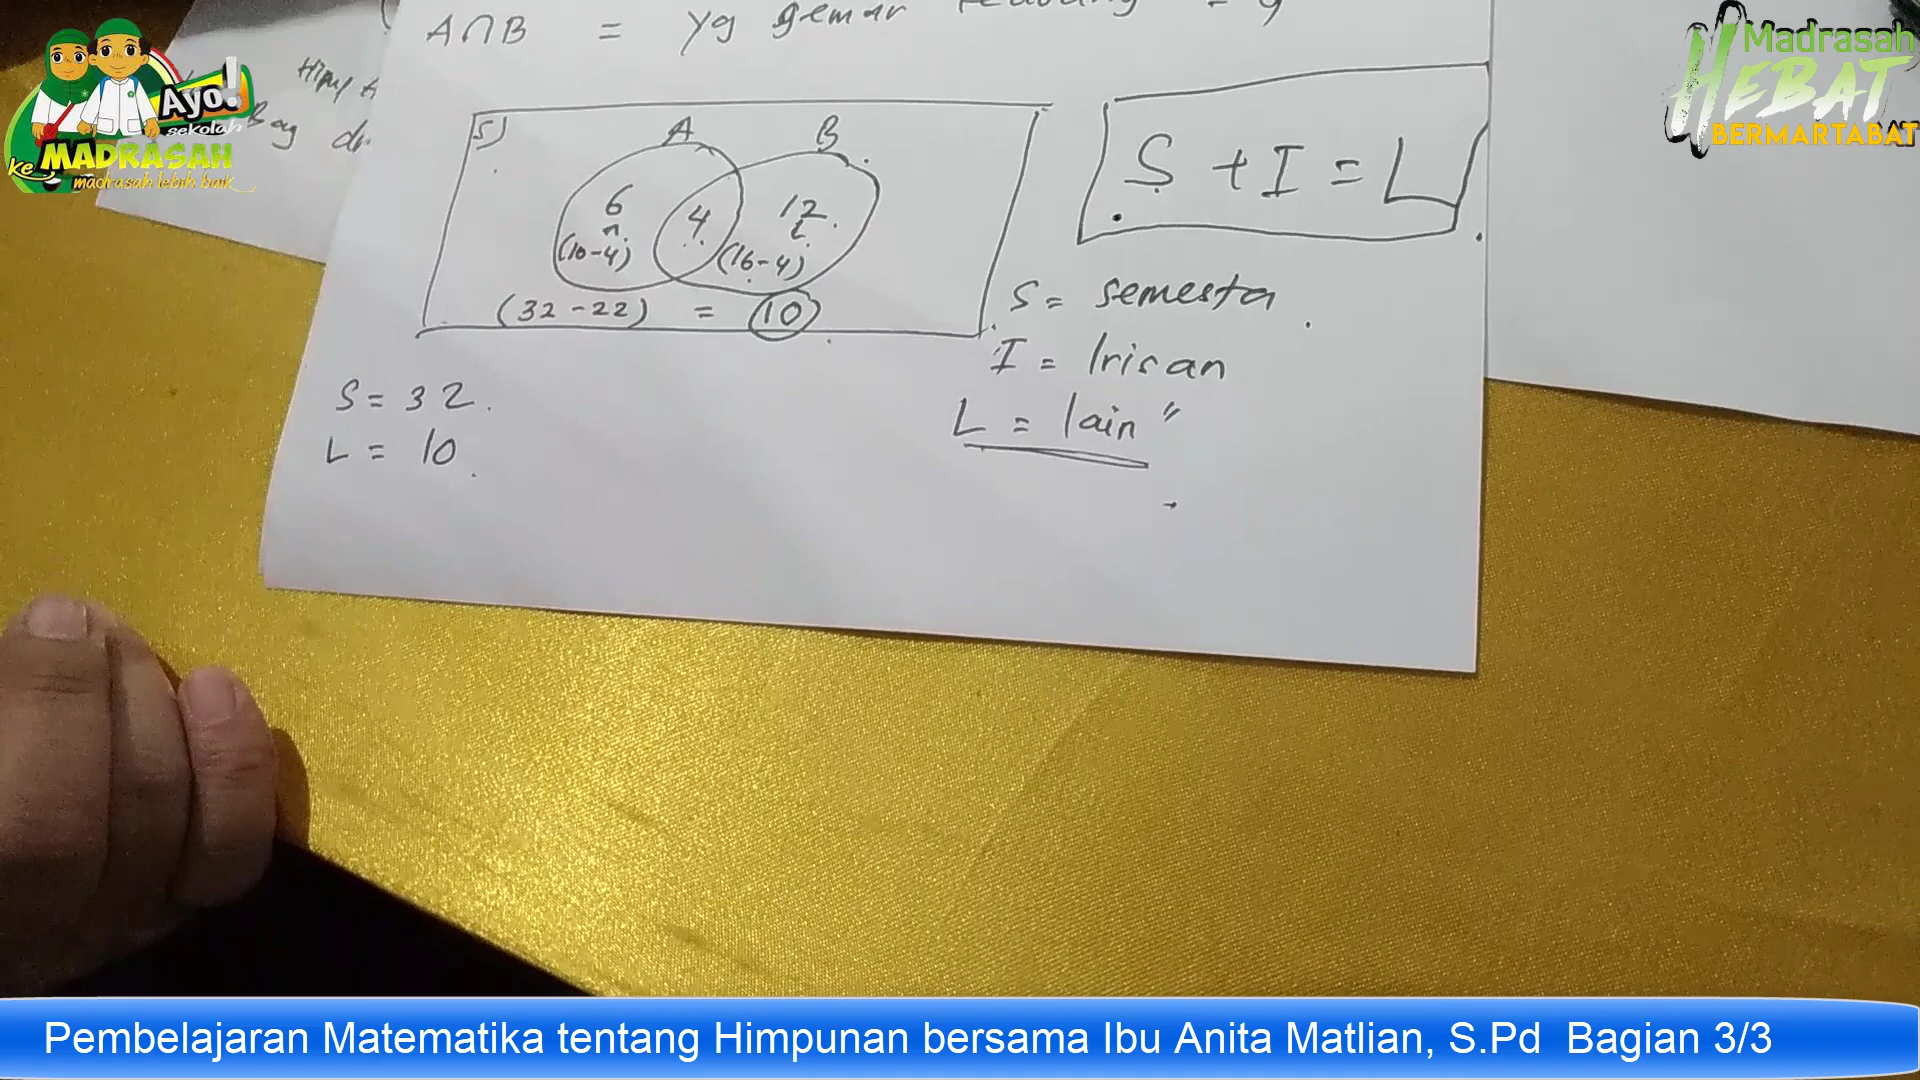 A∩B = yg gemar
Himp
Bag
Ayo!
sekolah
ke MADRASAH
madrasah lebih baik
Madrasah
HEBAT
BERMARTABAT
S)
A
B
6
4
12
(10-4)
(16-4)
(32-22) = 10
S + I = L
S = semesta
I = Irisan
L = lain"
S = 32.
L = 10.
Pembelajaran Matematika tentang Himpunan bersama Ibu Anita Matlian, S.Pd Bagian 3/3